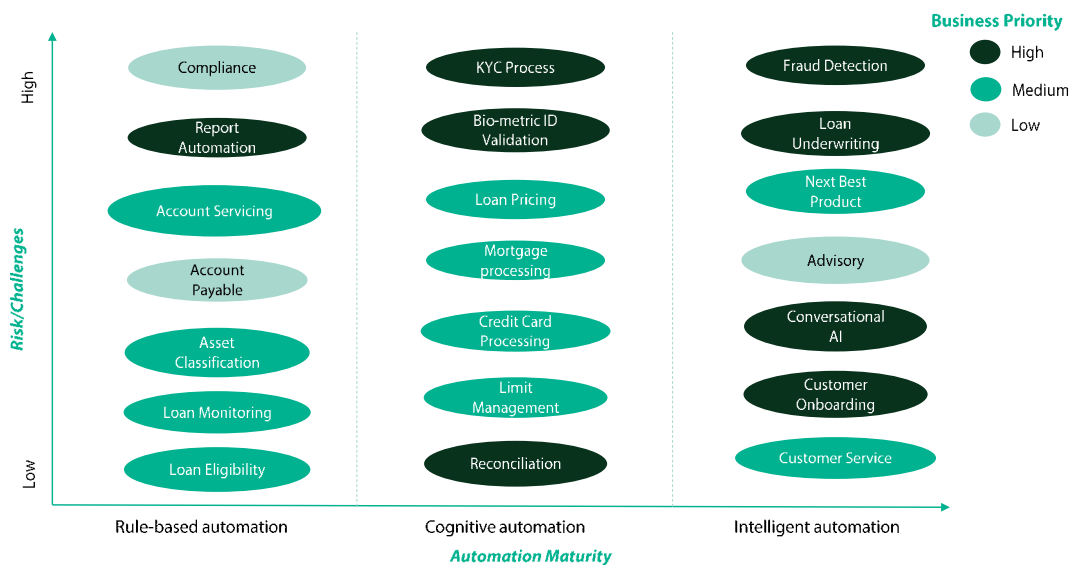 Business Priority
High
Medium
Low
High
Low
Risk/Challenges
Compliance
Report
Automation
Account Servicing
Account
Payable
Asset
Classification
Loan Monitoring
Loan Eligibility
KYC Process
Bio-metric ID
Validation
Loan Pricing
Mortgage
processing
Credit Card
Processing
Limit
Management
Reconciliation
Fraud Detection
Loan
Underwriting
Next Best
Product
Advisory
Conversational
AI
Customer
Onboarding
Customer Service
Rule-based automation
Cognitive automation
Intelligent automation
Automation Maturity